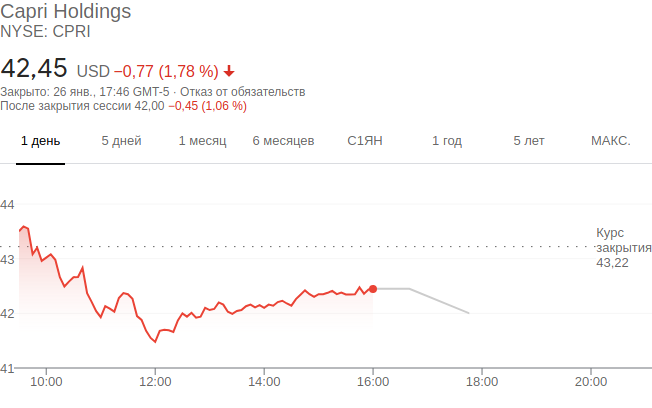 Capri Holdings
NYSE: CPRI
42,45 USD −0,77 (1,78 %)
Закрыто: 26 янв., 17:46 GMT-5 · Отказ от обязательств
После закрытия сессии 42,00 −0,45 (1,06 %)
1 день 5 дней 1 месяц 6 месяцев С1ЯН 1 год 5 лет МАКС.
44
Курс
закрытия
43,22
43
42
41
10:00 12:00 14:00 16:00 18:00 20:00